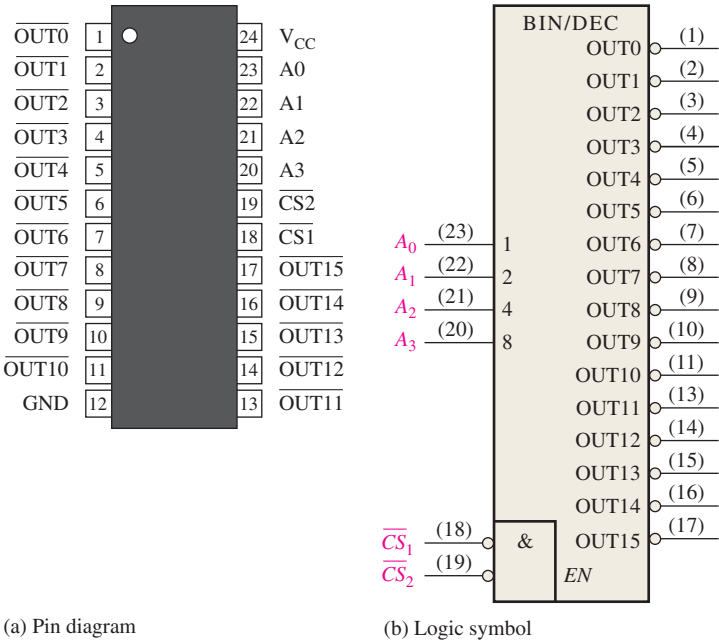 OUT0 1 24 VCC
OUT1 2 23 A0
OUT2 3 22 A1
OUT3 4 21 A2
OUT4 5 20 A3
OUT5 6 19 CS2
OUT6 7 18 CS1
OUT7 8 17 OUT15
OUT8 9 16 OUT14
OUT9 10 15 OUT13
OUT10 11 14 OUT12
GND 12 13 OUT11
(a) Pin diagram
BIN/DEC
OUT0 (1)
OUT1 (2)
OUT2 (3)
OUT3 (4)
OUT4 (5)
OUT5 (6)
A0 (23) 1 OUT6 (7)
A1 (22) 2 OUT7 (8)
A2 (21) 4 OUT8 (9)
A3 (20) 8 OUT9 (10)
OUT10 (11)
OUT11 (13)
OUT12 (14)
OUT13 (15)
OUT14 (16)
CS1 (18) & OUT15 (17)
CS2 (19) EN
(b) Logic symbol